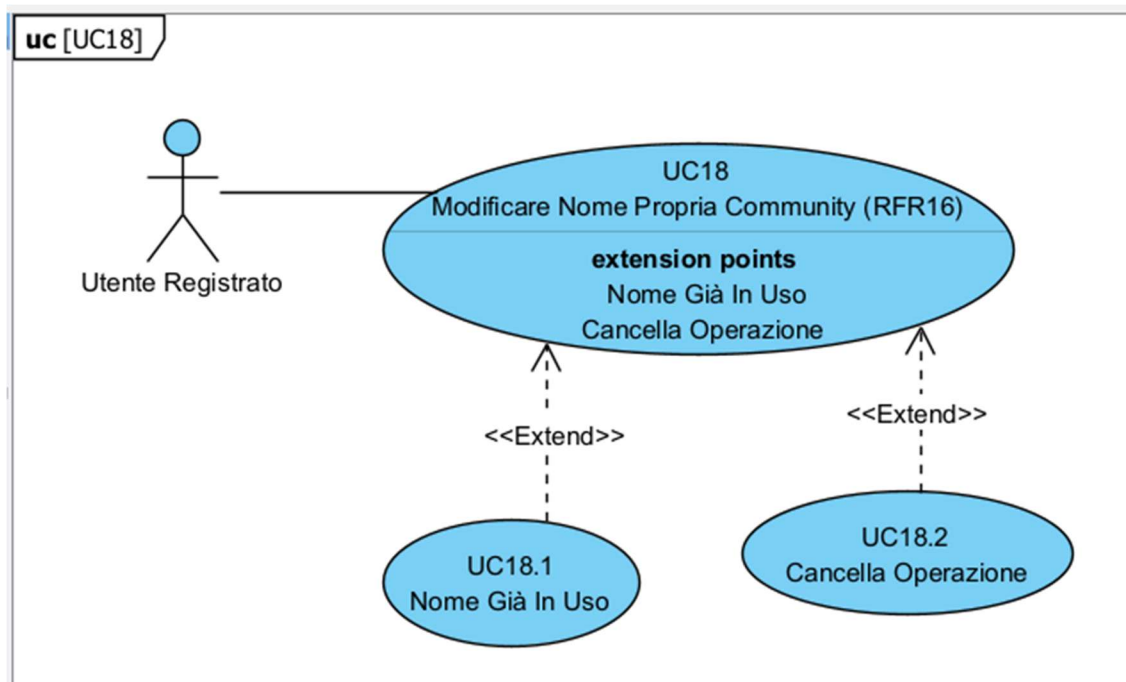 uc [UC18]
UC18
Modificare Nome Propria Community (RFR16)
extension points
Nome Già In Uso
Cancella Operazione
Utente Registrato
<<Extend>>
<<Extend>>
UC18.1
Nome Già In Uso
UC18.2
Cancella Operazione